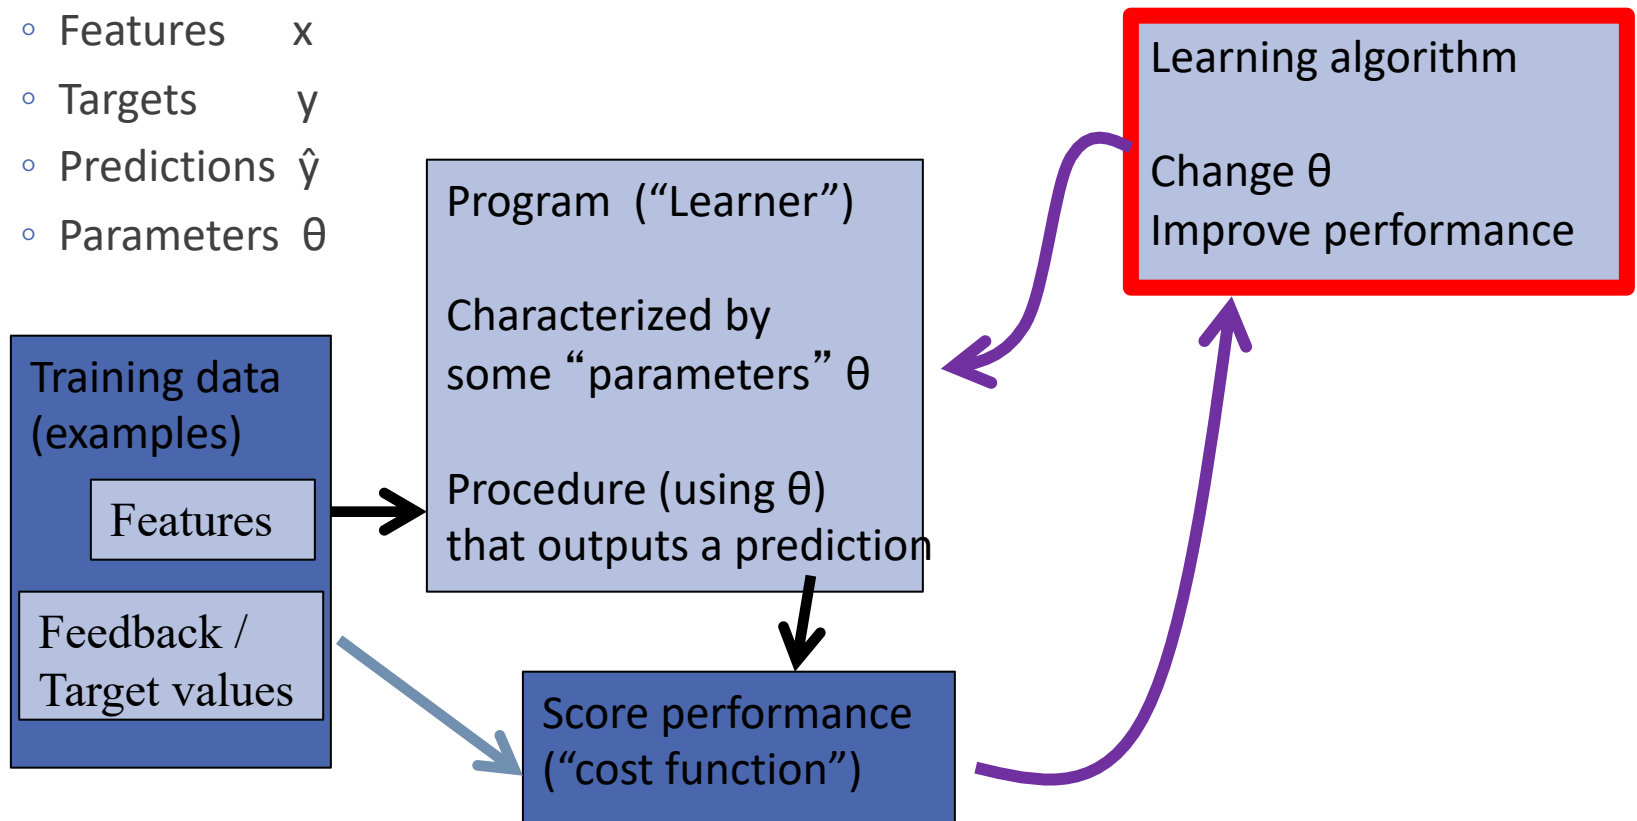 Features x
Targets y
Predictions ŷ
Parameters θ
Training data
(examples)
Features
Feedback /
Target values
Program (“Learner”)
Characterized by
some “parameters” θ
Procedure (using θ)
that outputs a prediction
Score performance
(“cost function”)
Learning algorithm
Change θ
Improve performance